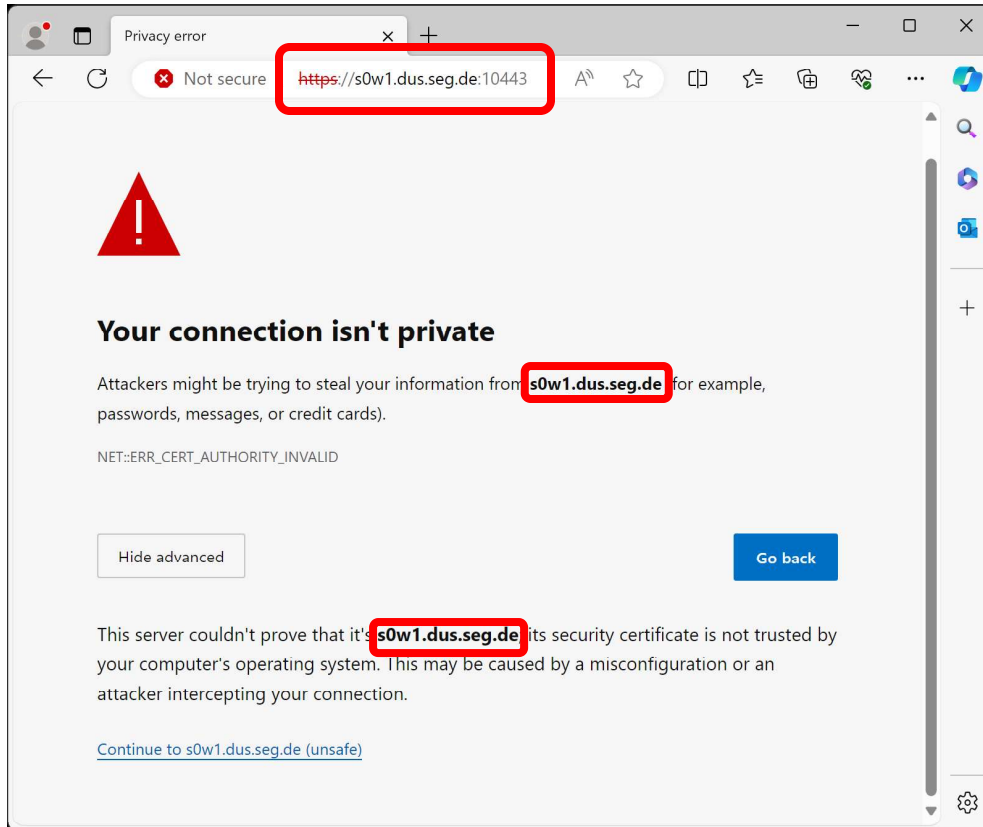 Privacy error
Not secure https://s0w1.dus.seg.de:10443
Your connection isn't private
Attackers might be trying to steal your information from s0w1.dus.seg.de for example,
passwords, messages, or credit cards).
NET::ERR_CERT_AUTHORITY_INVALID
Hide advanced
Go back
This server couldn't prove that it's s0w1.dus.seg.de its security certificate is not trusted by
your computer's operating system. This may be caused by a misconfiguration or an
attacker intercepting your connection.
Continue to s0w1.dus.seg.de (unsafe)